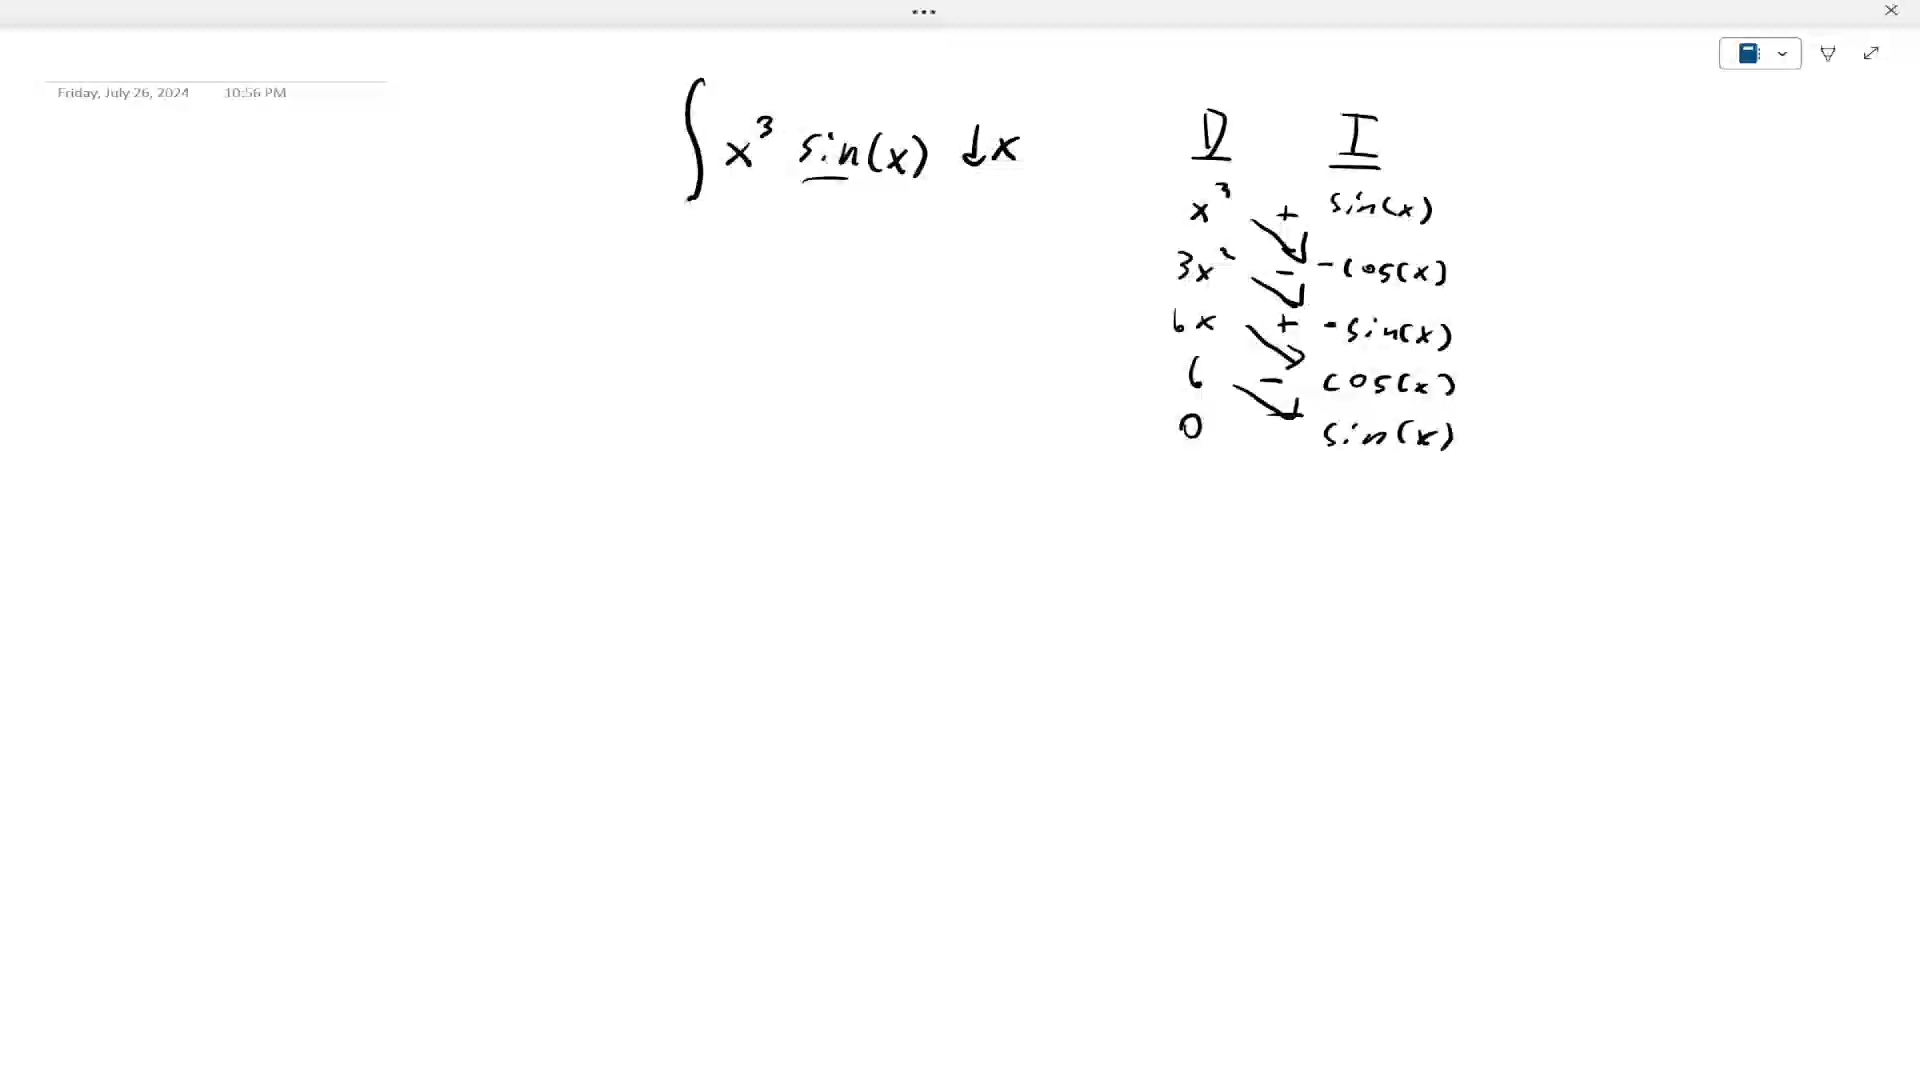 Friday, July 26, 2024 10:56 PM
∫ x³ sin(x) dx
D I
x³ + sin(x)
3x² - -cos(x)
6x + -sin(x)
6 - cos(x)
0 sin(x)